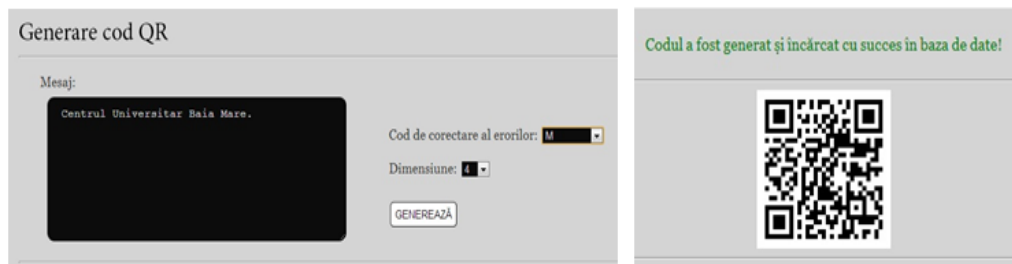 Generare cod QR
Mesaj:
Centrul Universitar Baia Mare.
Cod de corectare al erorilor: M
Dimensiune: 4
GENEREAZĂ
Codul a fost generat și încărcat cu succes în baza de date!